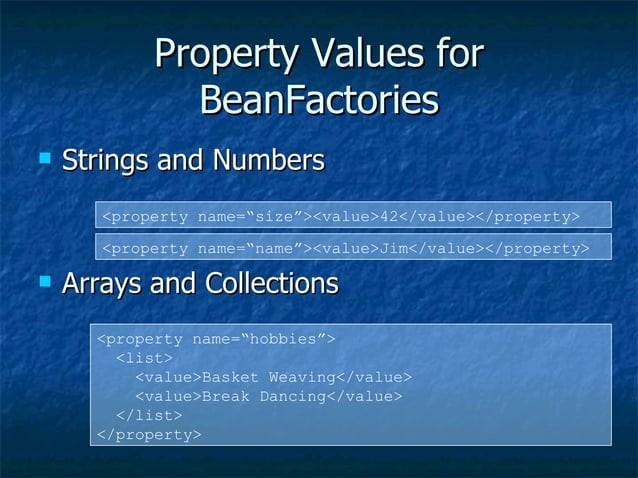 Property Values for
BeanFactories
Strings and Numbers
<property name=“size”><value>42</value></property>
<property name=“name”><value>Jim</value></property>
Arrays and Collections
<property name=“hobbies”>
<list>
<value>Basket Weaving</value>
<value>Break Dancing</value>
</list>
</property>